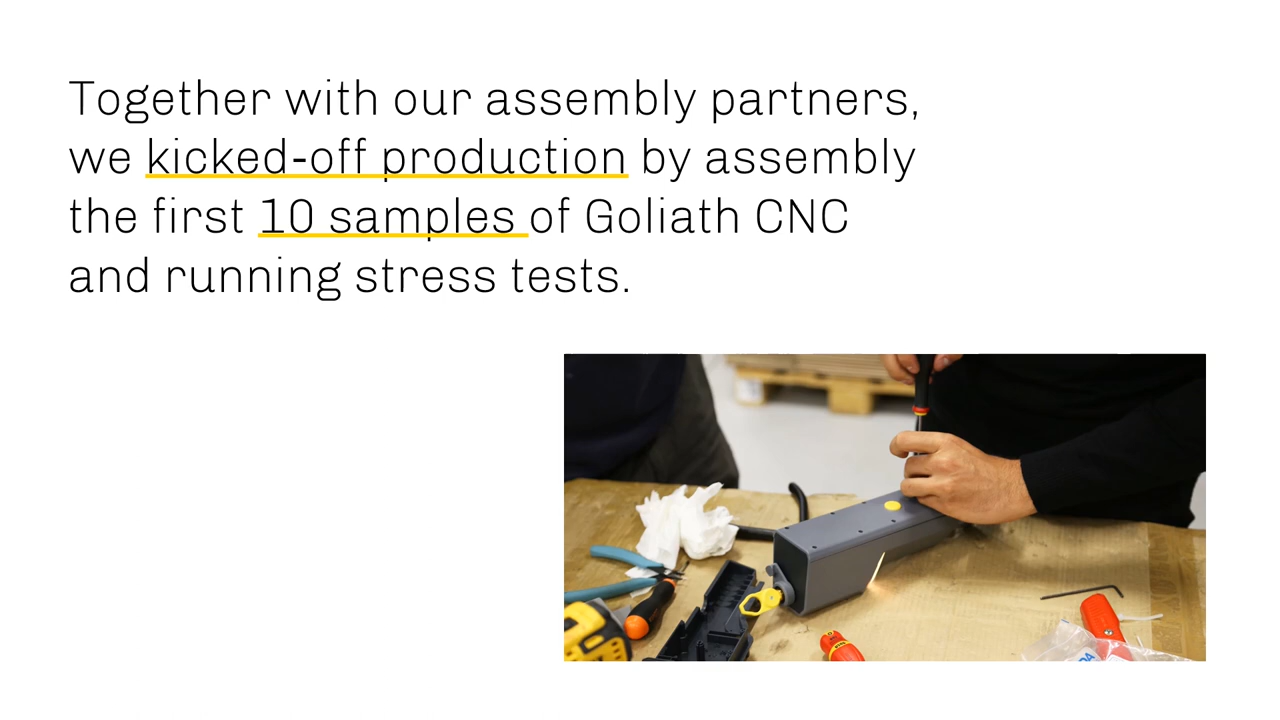 Together with our assembly partners,
we kicked-off production by assembly
the first 10 samples of Goliath CNC
and running stress tests.